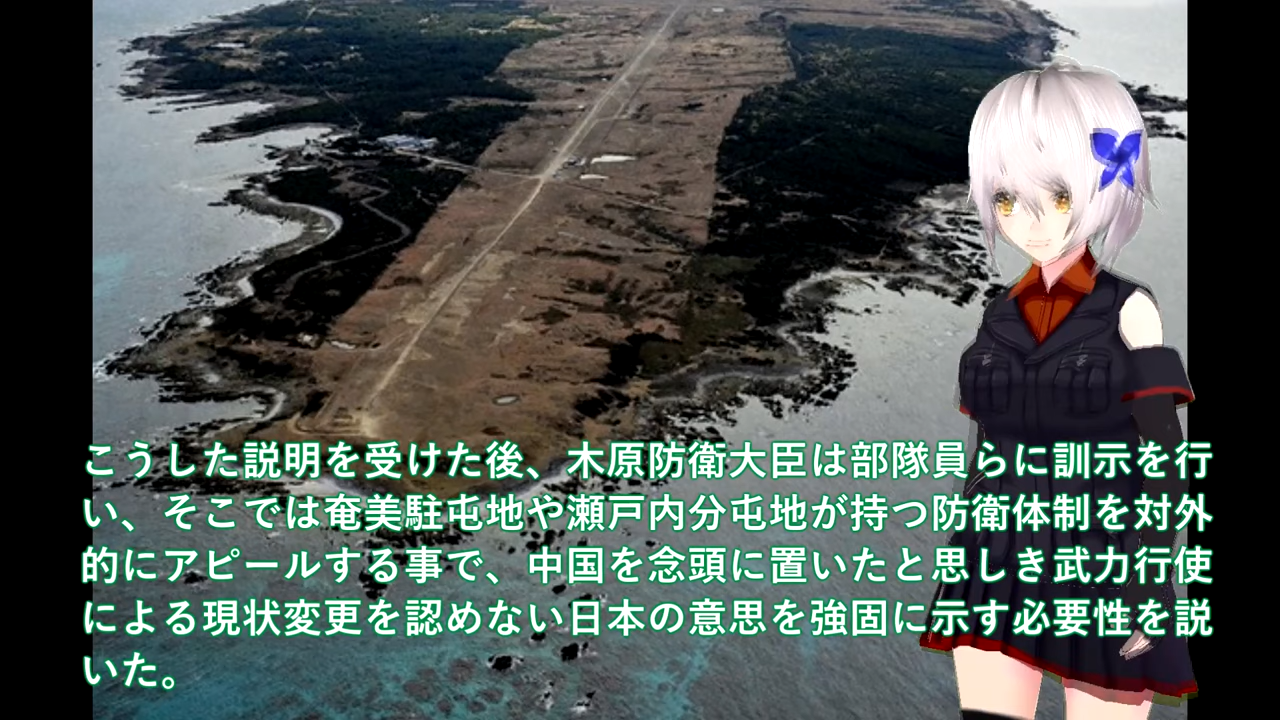 こうした説明を受けた後、木原防衛大臣は部隊員らに訓示を行
い、そこでは奄美駐屯地や瀬戸内分屯地が持つ防衛体制を対外
的にアピールする事で、中国を念頭に置いたと思しき武力行使
による現状変更を認めない日本の意思を強固に示す必要性を説
いた。